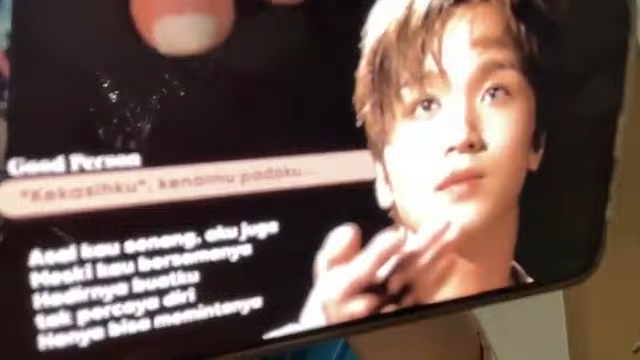 Good Person
"Kekasihku", kenalmu padaku...
Asal kau senang, aku juga
Meski kau bersamanya
Hadirnya buatku
tak percaya diri
Hanya bisa memintanya